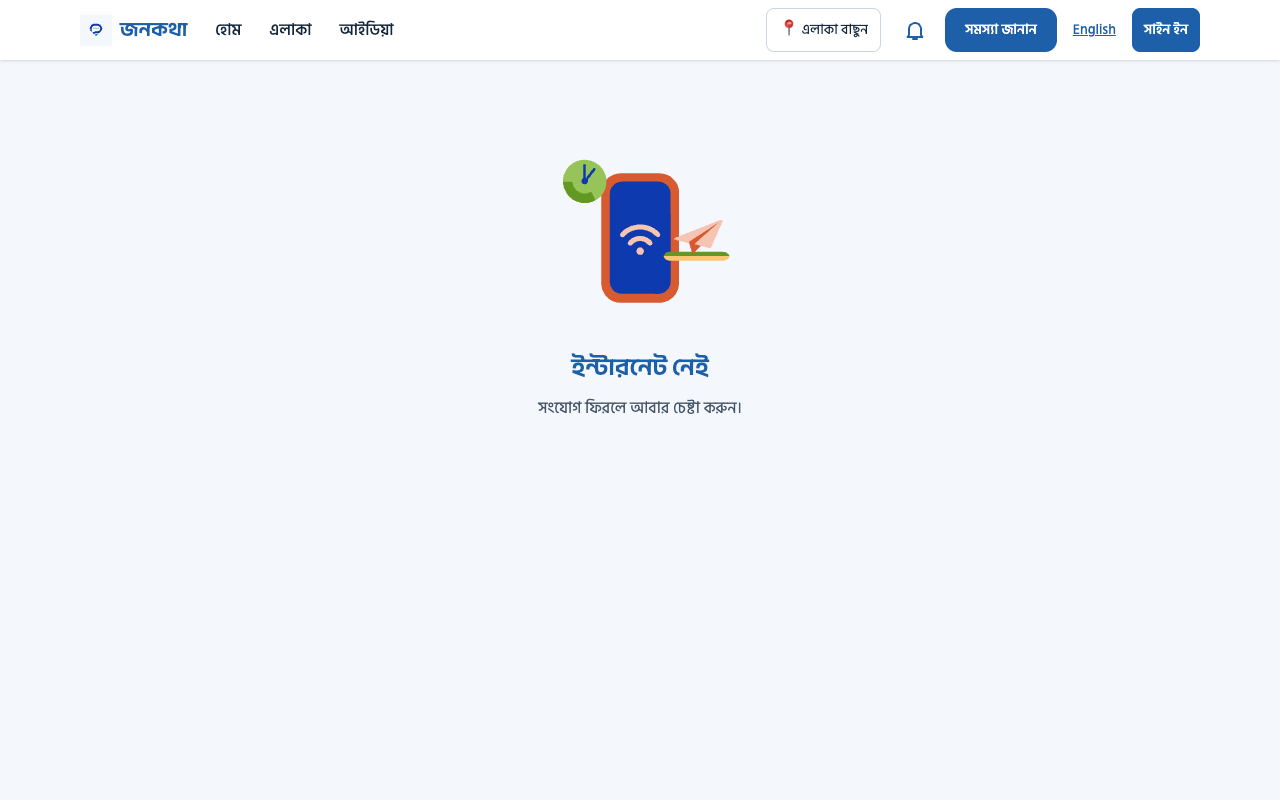 জনকথা
হোম
এলাকা
আইডিয়া
এলাকা বাছুন
সমস্যা জানান
English
সাইন ইন
ইন্টারনেট নেই
সংযোগ ফিরলে আবার চেষ্টা করুন।